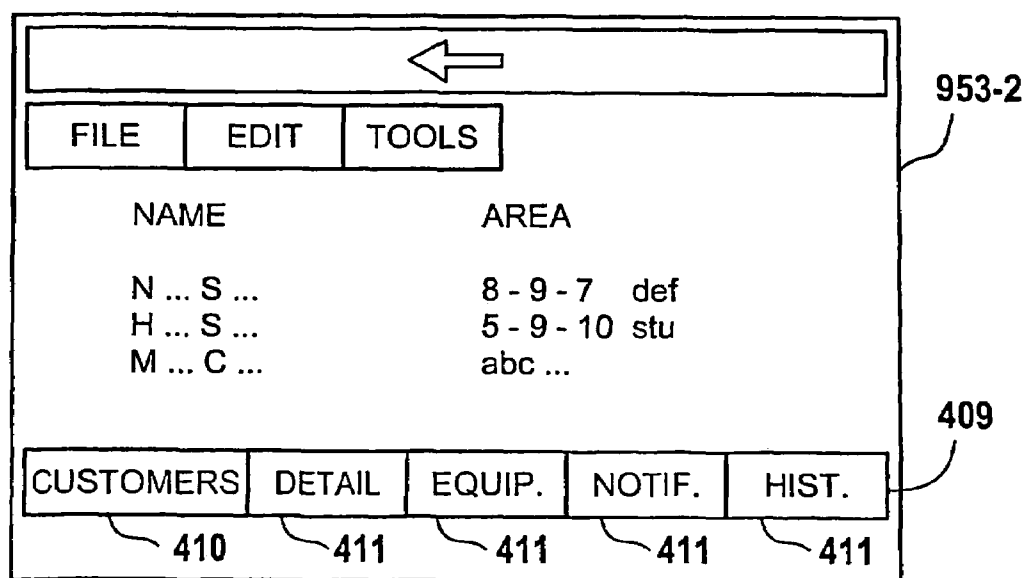 953-2
FILE EDIT TOOLS
NAME AREA
N ... S ... 8 - 9 - 7 def
H ... S ... 5 - 9 - 10 stu
M ... C ... abc ...
409
CUSTOMERS DETAIL EQUIP. NOTIF. HIST.
410 411 411 411 411